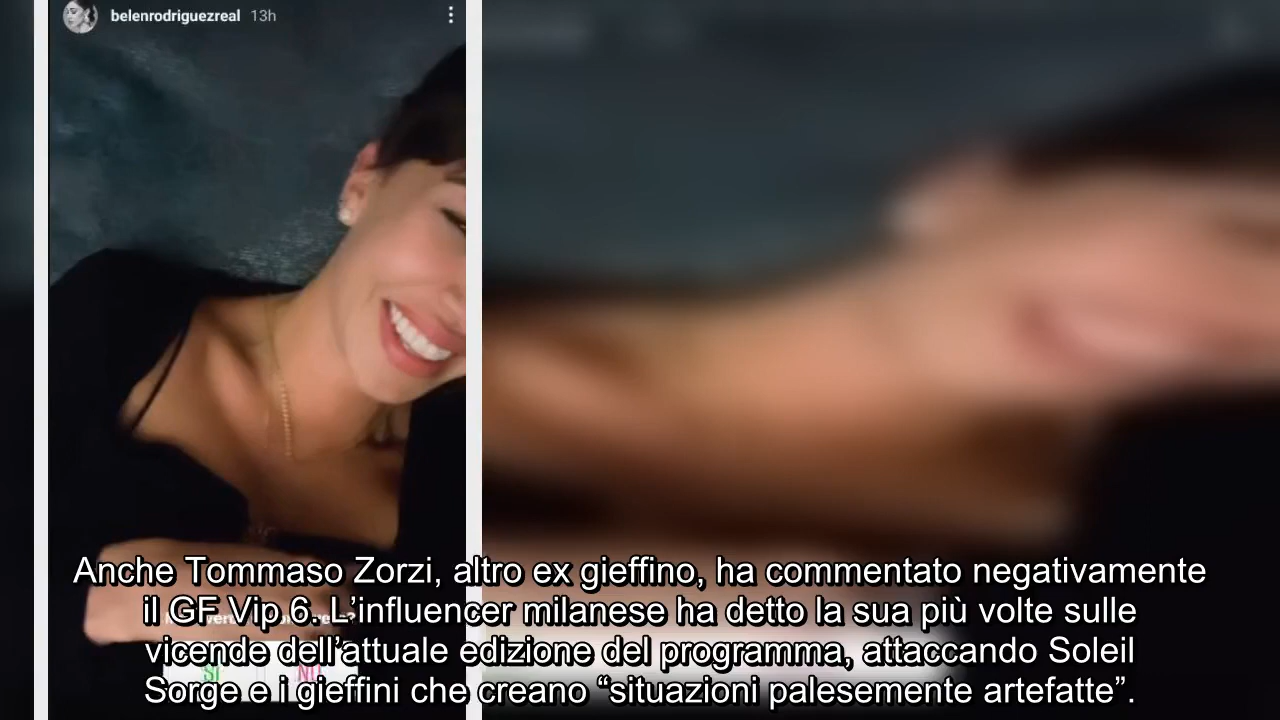 belenrodriguezreal 13h
Anche Tommaso Zorzi, altro ex gieffino, ha commentato negativamente
il GF Vip 6. L’influencer milanese ha detto la sua più volte sulle
vicende dell’attuale edizione del programma, attaccando Soleil
Sorge e i gieffini che creano “situazioni palesemente artefatte”.
SI NO